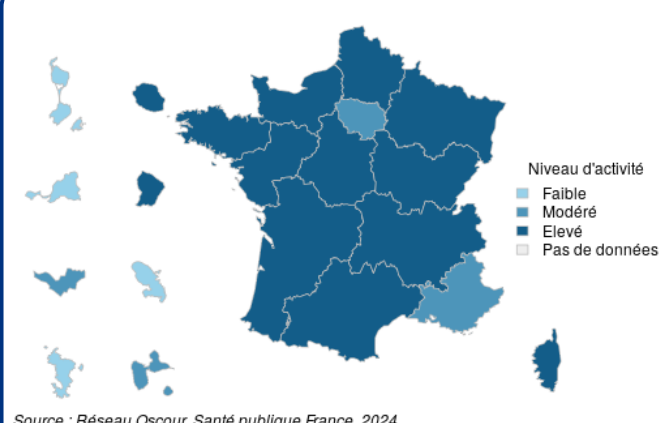 Niveau d'activité
Faible
Modéré
Elevé
Pas de données
Source : Réseau Oscour, Santé publique France, 2024